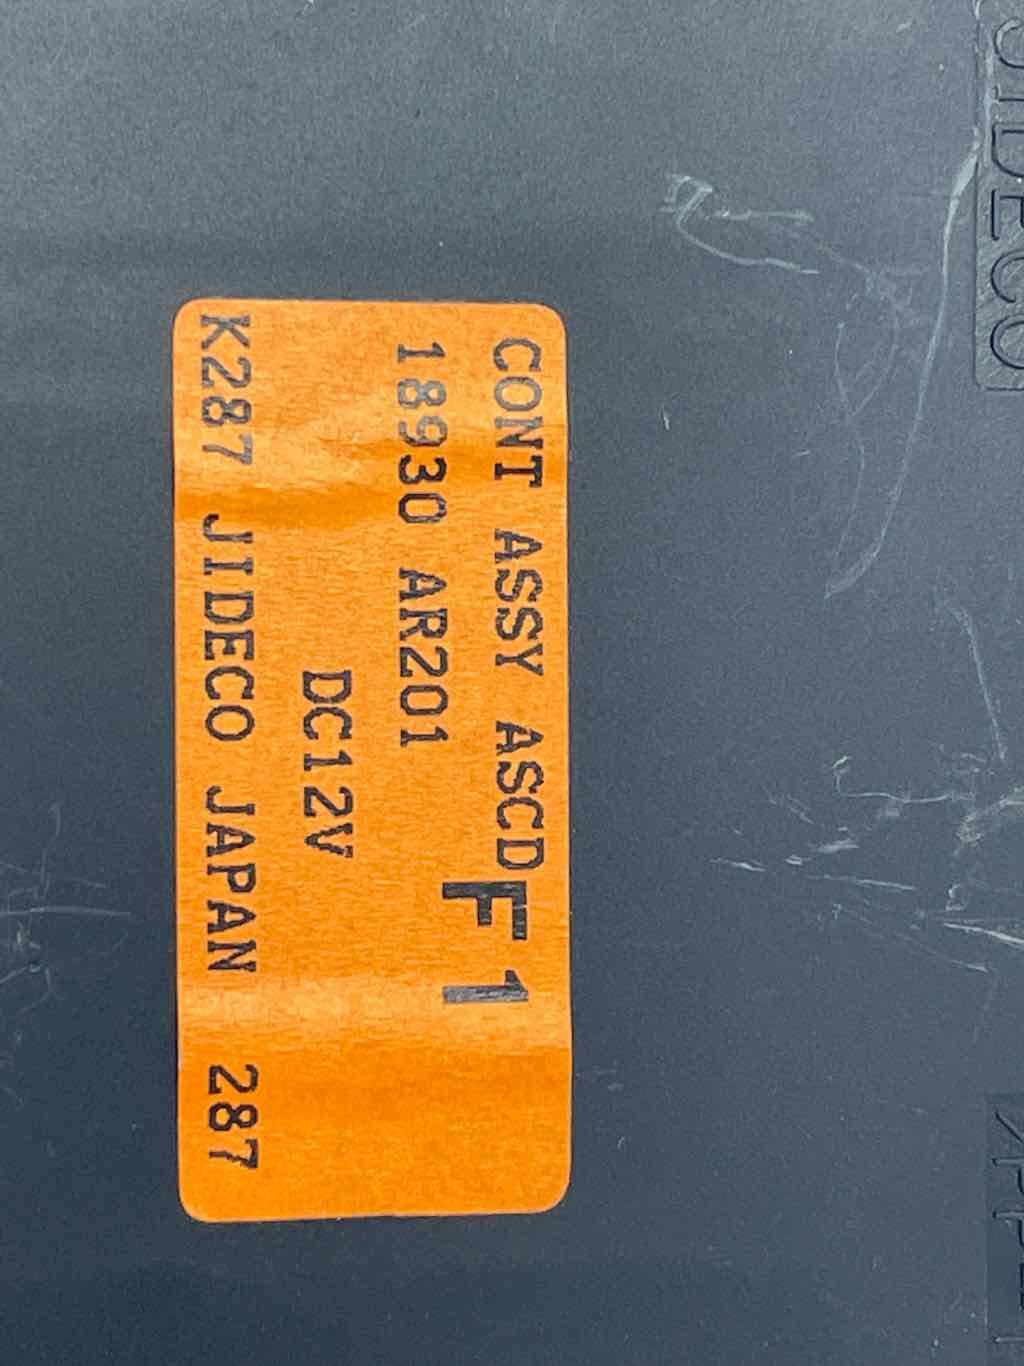 CONT ASSY ASCD
F1
18930 AR201
DC12V
K287 JIDECO JAPAN 287
JIDECO